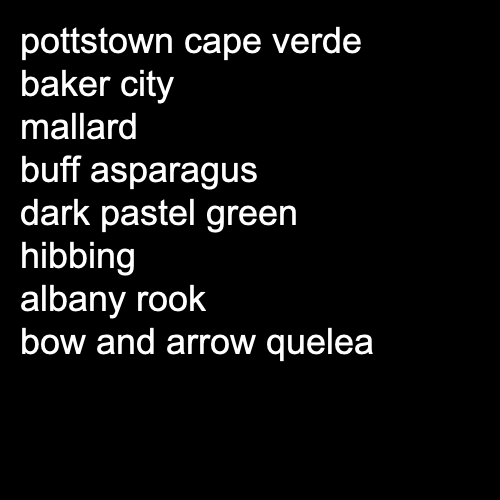 pottstown cape verde
baker city
mallard
buff asparagus
dark pastel green
hibbing
albany rook
bow and arrow quelea